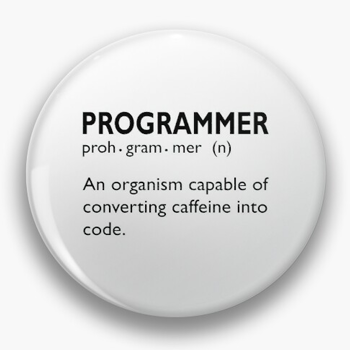 PROGRAMMER
proh·gram·mer (n)
An organism capable of
converting caffeine into
code.